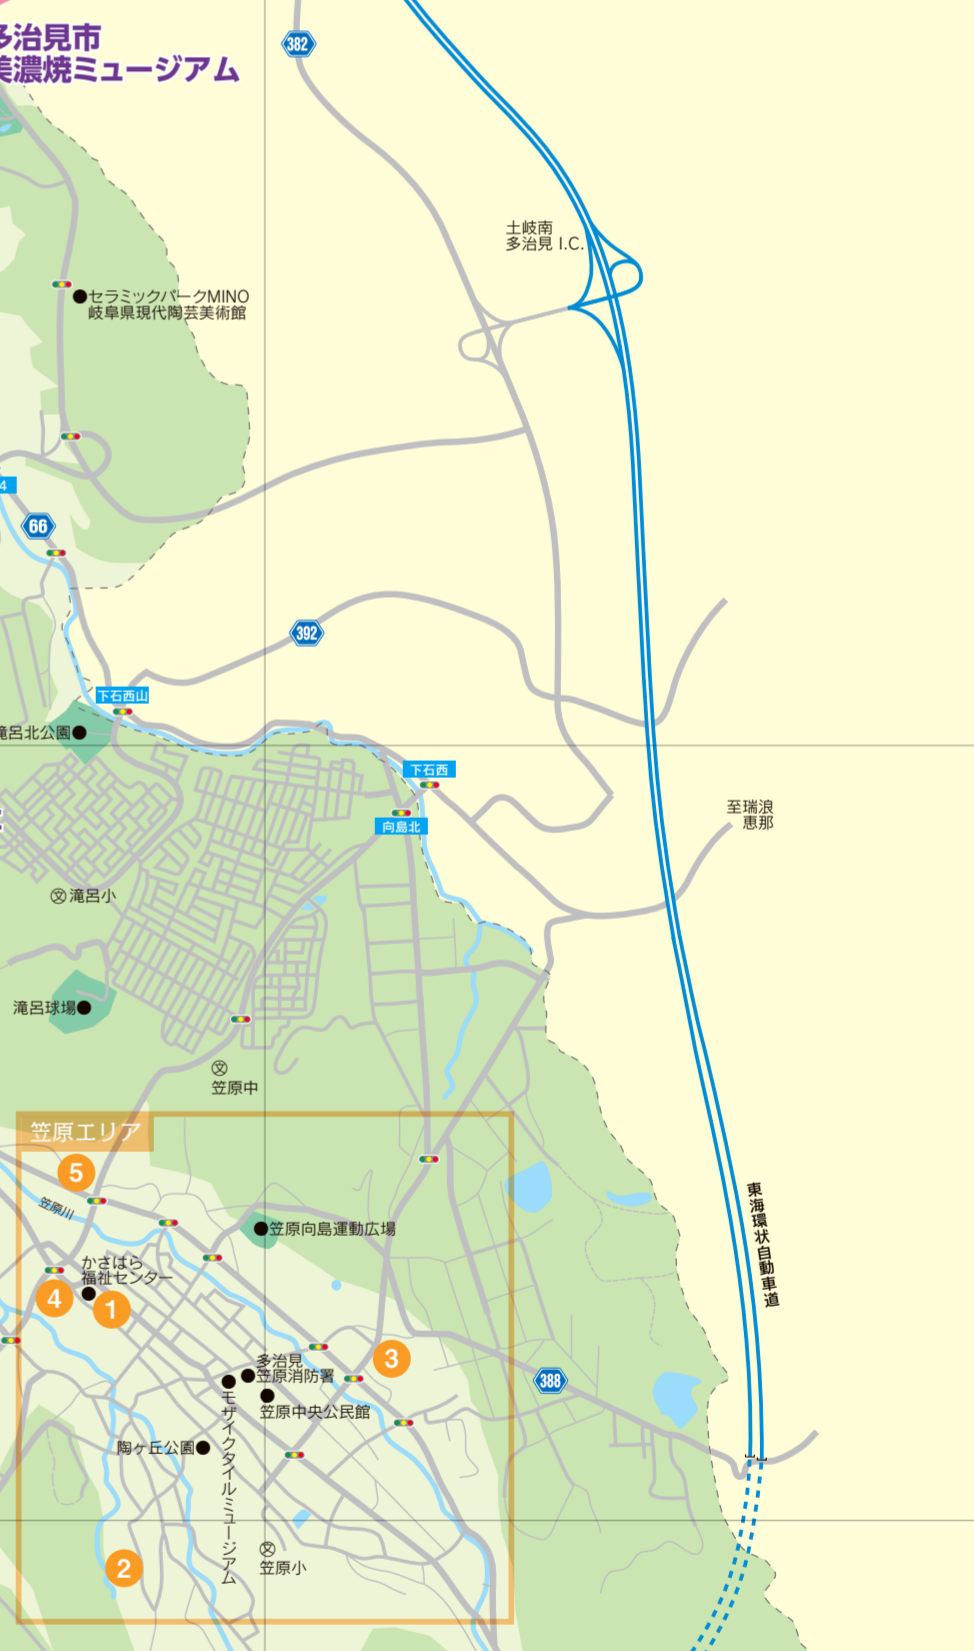 多治見市
美濃焼ミュージアム
382
土岐南
多治見 I.C.
セラミックパークMINO
岐阜県現代陶芸美術館
4
66
392
下石西山
滝呂北公園
下石西
向島北
至瑞浪
恵那
滝呂小
滝呂球場
笠原中
笠原エリア
5
笠原川
笠原向島運動広場
東海環状自動車道
かさはら
福祉センター
4
1
3
多治見
笠原消防署
388
笠原中央公民館
モザイクタイルミュージアム
陶ヶ丘公園
2
笠原小